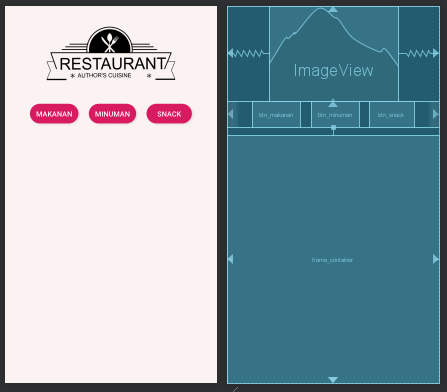 RESTAURANT
* AUTHOR'S CUISINE *
MAKANAN MINUMAN SNACK
ImageView
btn_makanan btn_minuman btn_snack
frame_container